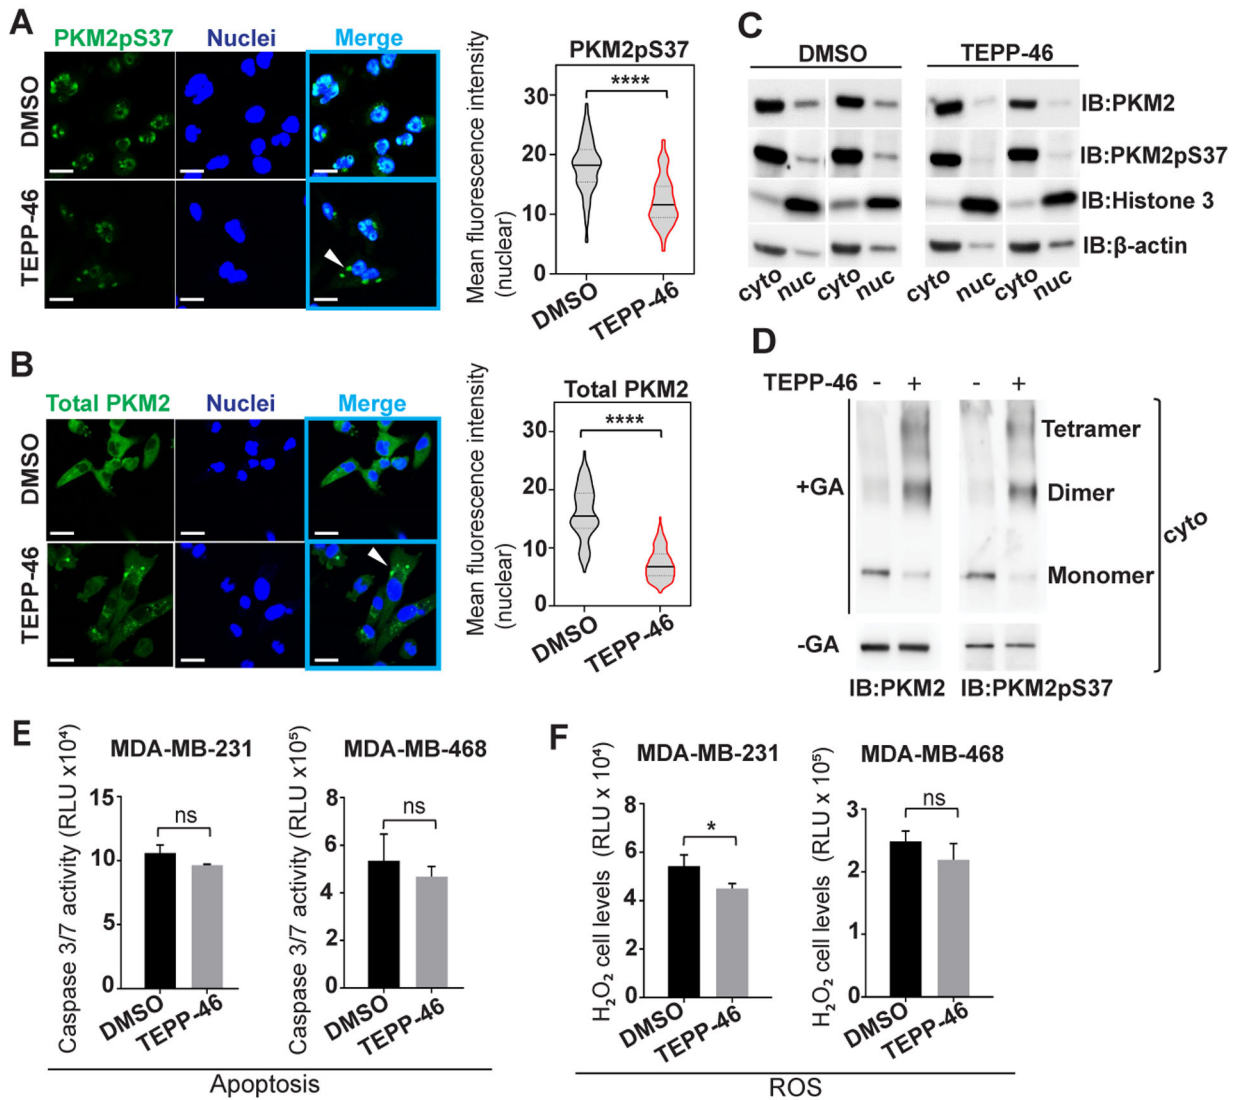 A
PKM2pS37 Nuclei Merge
DMSO
TEPP-46
Mean fluorescence intensity
(nuclear)
PKM2pS37
****
30
20
10
0
DMSO
TEPP-46
B
Total PKM2 Nuclei Merge
DMSO
TEPP-46
Mean fluorescence intensity
(nuclear)
Total PKM2
****
30
20
10
0
DMSO
TEPP-46
C
DMSO TEPP-46
IB:PKM2
IB:PKM2pS37
IB:Histone 3
IB:β-actin
cyto nuc cyto nuc cyto nuc cyto nuc
D
TEPP-46 - + - +
Tetramer
+GA Dimer
Monomer
cyto
-GA
IB:PKM2 IB:PKM2pS37
E
Caspase 3/7 activity (RLU x10⁴)
MDA-MB-231
15
10
5
0
ns
DMSO
TEPP-46
Caspase 3/7 activity (RLU x10⁵)
MDA-MB-468
8
6
4
2
0
ns
DMSO
TEPP-46
Apoptosis
F
H₂O₂ cell levels (RLU x 10⁴)
MDA-MB-231
8
6
4
2
0
*
DMSO
TEPP-46
H₂O₂ cell levels (RLU x 10⁵)
MDA-MB-468
3
2
1
0
ns
DMSO
TEPP-46
ROS